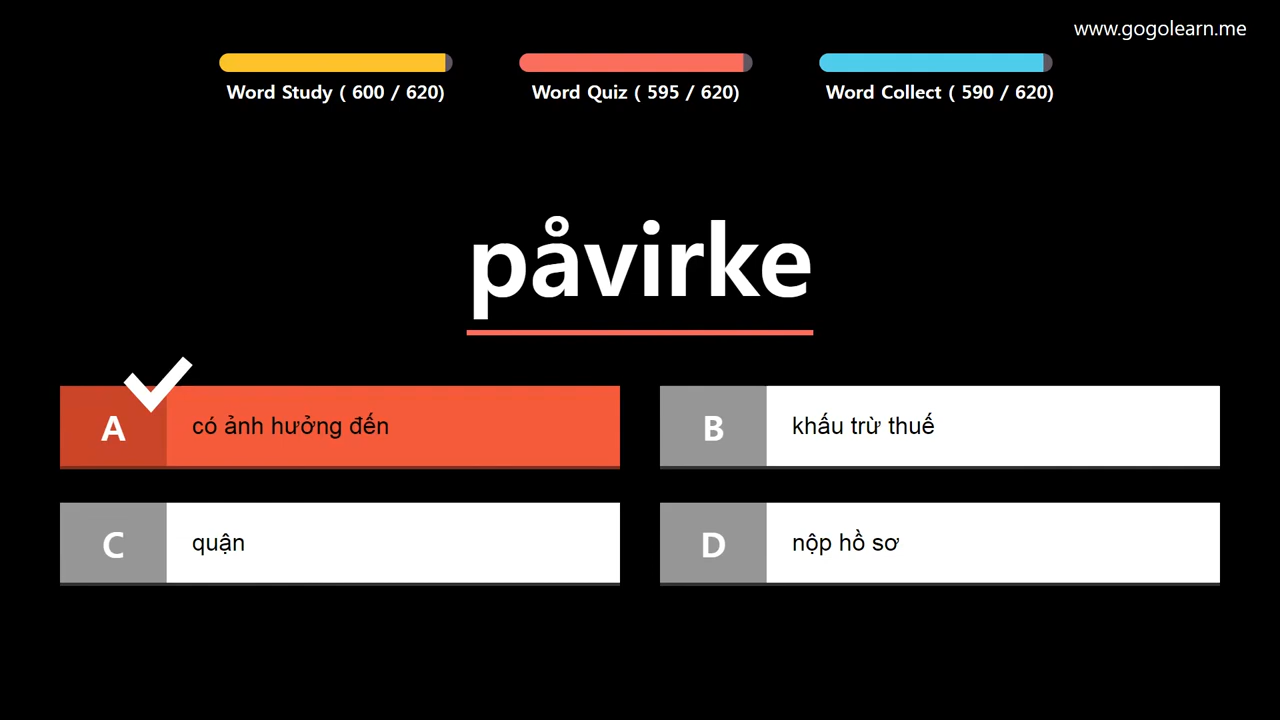 www.gogolearn.me
Word Study ( 600 / 620)
Word Quiz ( 595 / 620)
Word Collect ( 590 / 620)
påvirke
A
có ảnh hưởng đến
B
khấu trừ thuế
C
quận
D
nộp hồ sơ